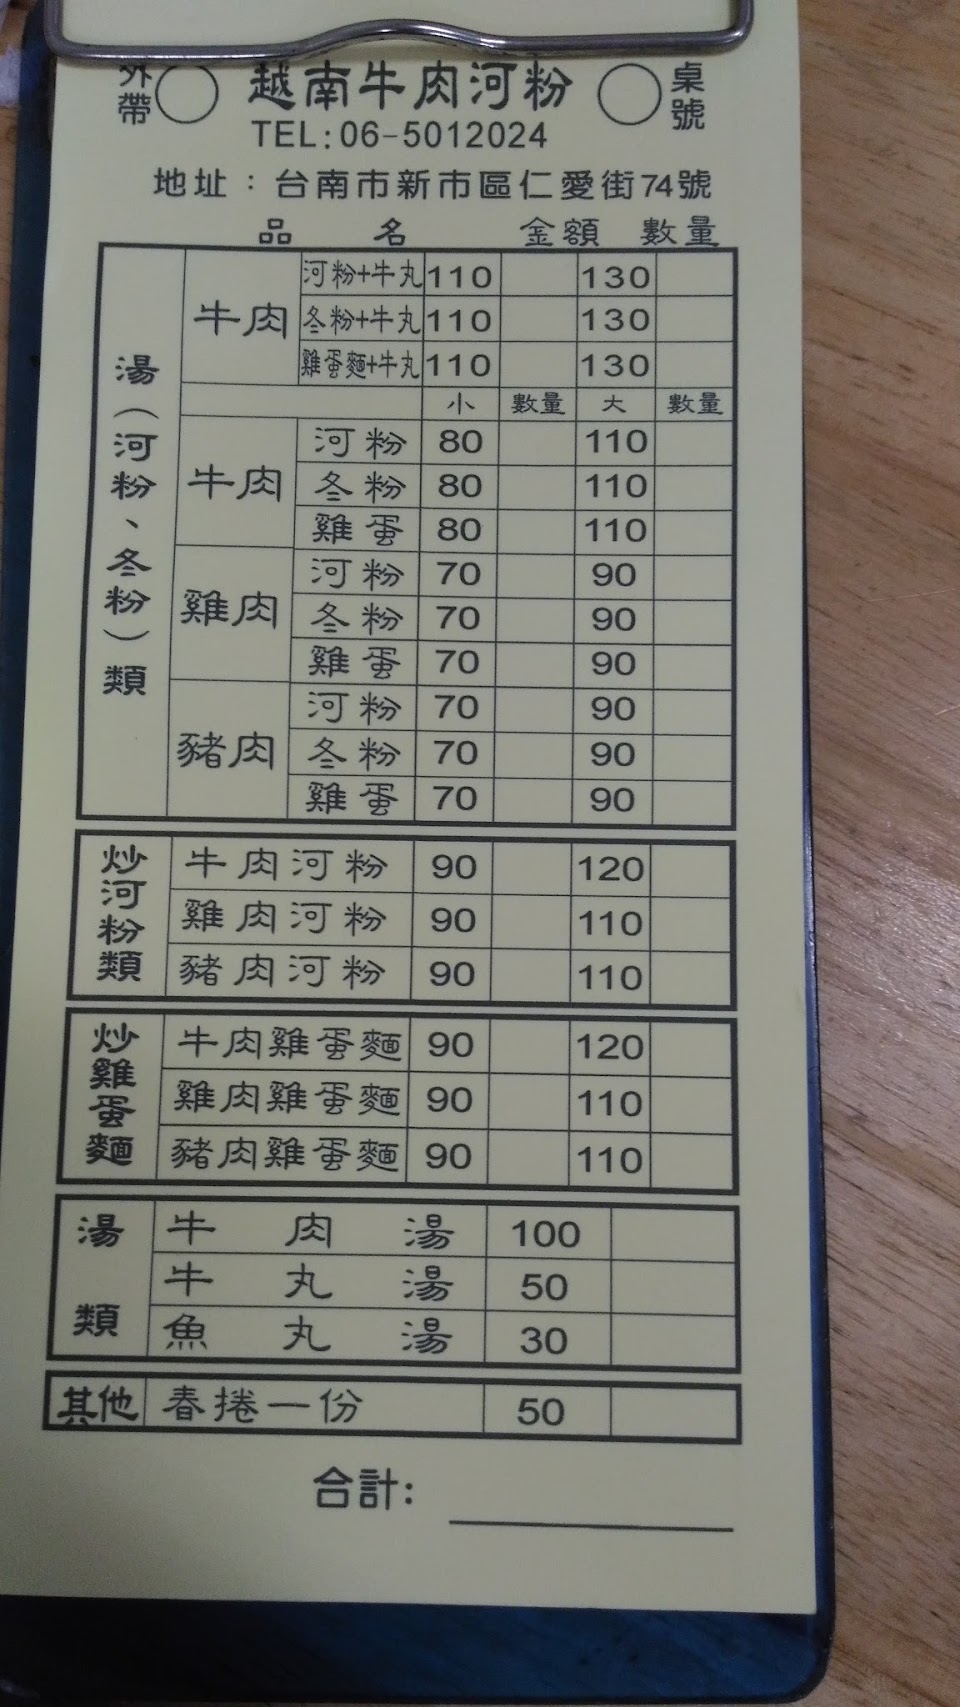 外帶 越南牛肉河粉 桌號
TEL:06-5012024
地址：台南市新市區仁愛街74號
品名 金額 數量
湯（河粉、冬粉）類
牛肉 河粉+牛丸 110 130
冬粉+牛丸 110 130
雞蛋麵+牛丸 110 130
小 數量 大 數量
牛肉 河粉 80 110
冬粉 80 110
雞蛋 80 110
雞肉 河粉 70 90
冬粉 70 90
雞蛋 70 90
豬肉 河粉 70 90
冬粉 70 90
雞蛋 70 90
炒河粉類
牛肉河粉 90 120
雞肉河粉 90 110
豬肉河粉 90 110
炒雞蛋麵
牛肉雞蛋麵 90 120
雞肉雞蛋麵 90 110
豬肉雞蛋麵 90 110
湯類
牛肉湯 100
牛丸湯 50
魚丸湯 30
其他 春捲一份 50
合計: